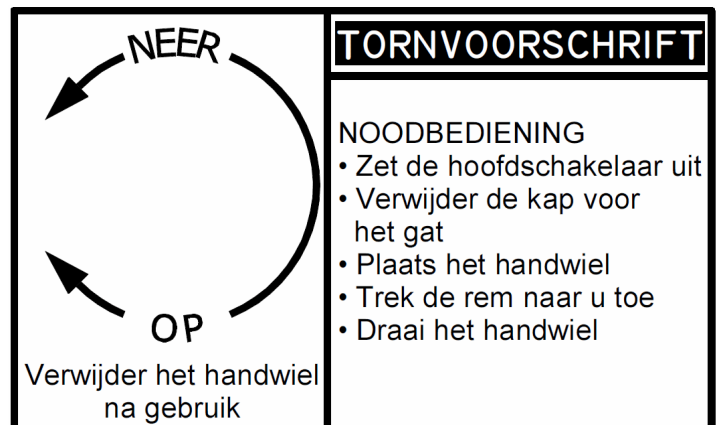 NEER
OP
Verwijder het handwiel
na gebruik
TORNVOORSCHRIFT
NOODBEDIENING
• Zet de hoofdschakelaar uit
• Verwijder de kap voor
het gat
• Plaats het handwiel
• Trek de rem naar u toe
• Draai het handwiel